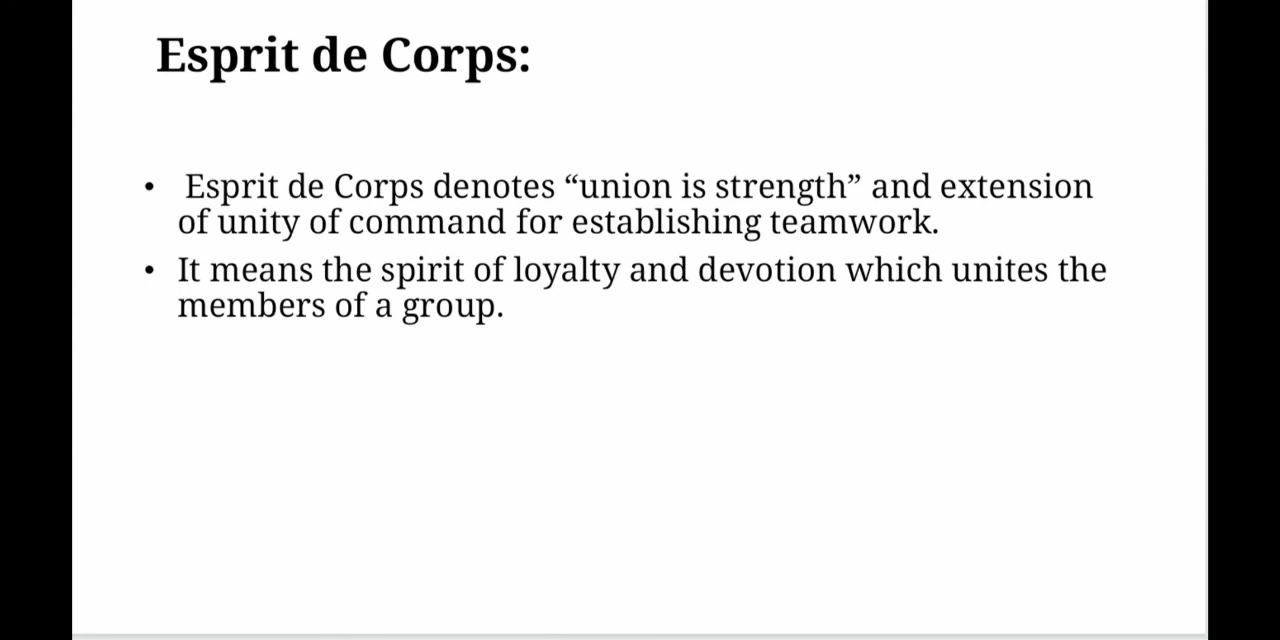 Esprit de Corps:
• Esprit de Corps denotes “union is strength” and extension
of unity of command for establishing teamwork.
• It means the spirit of loyalty and devotion which unites the
members of a group.